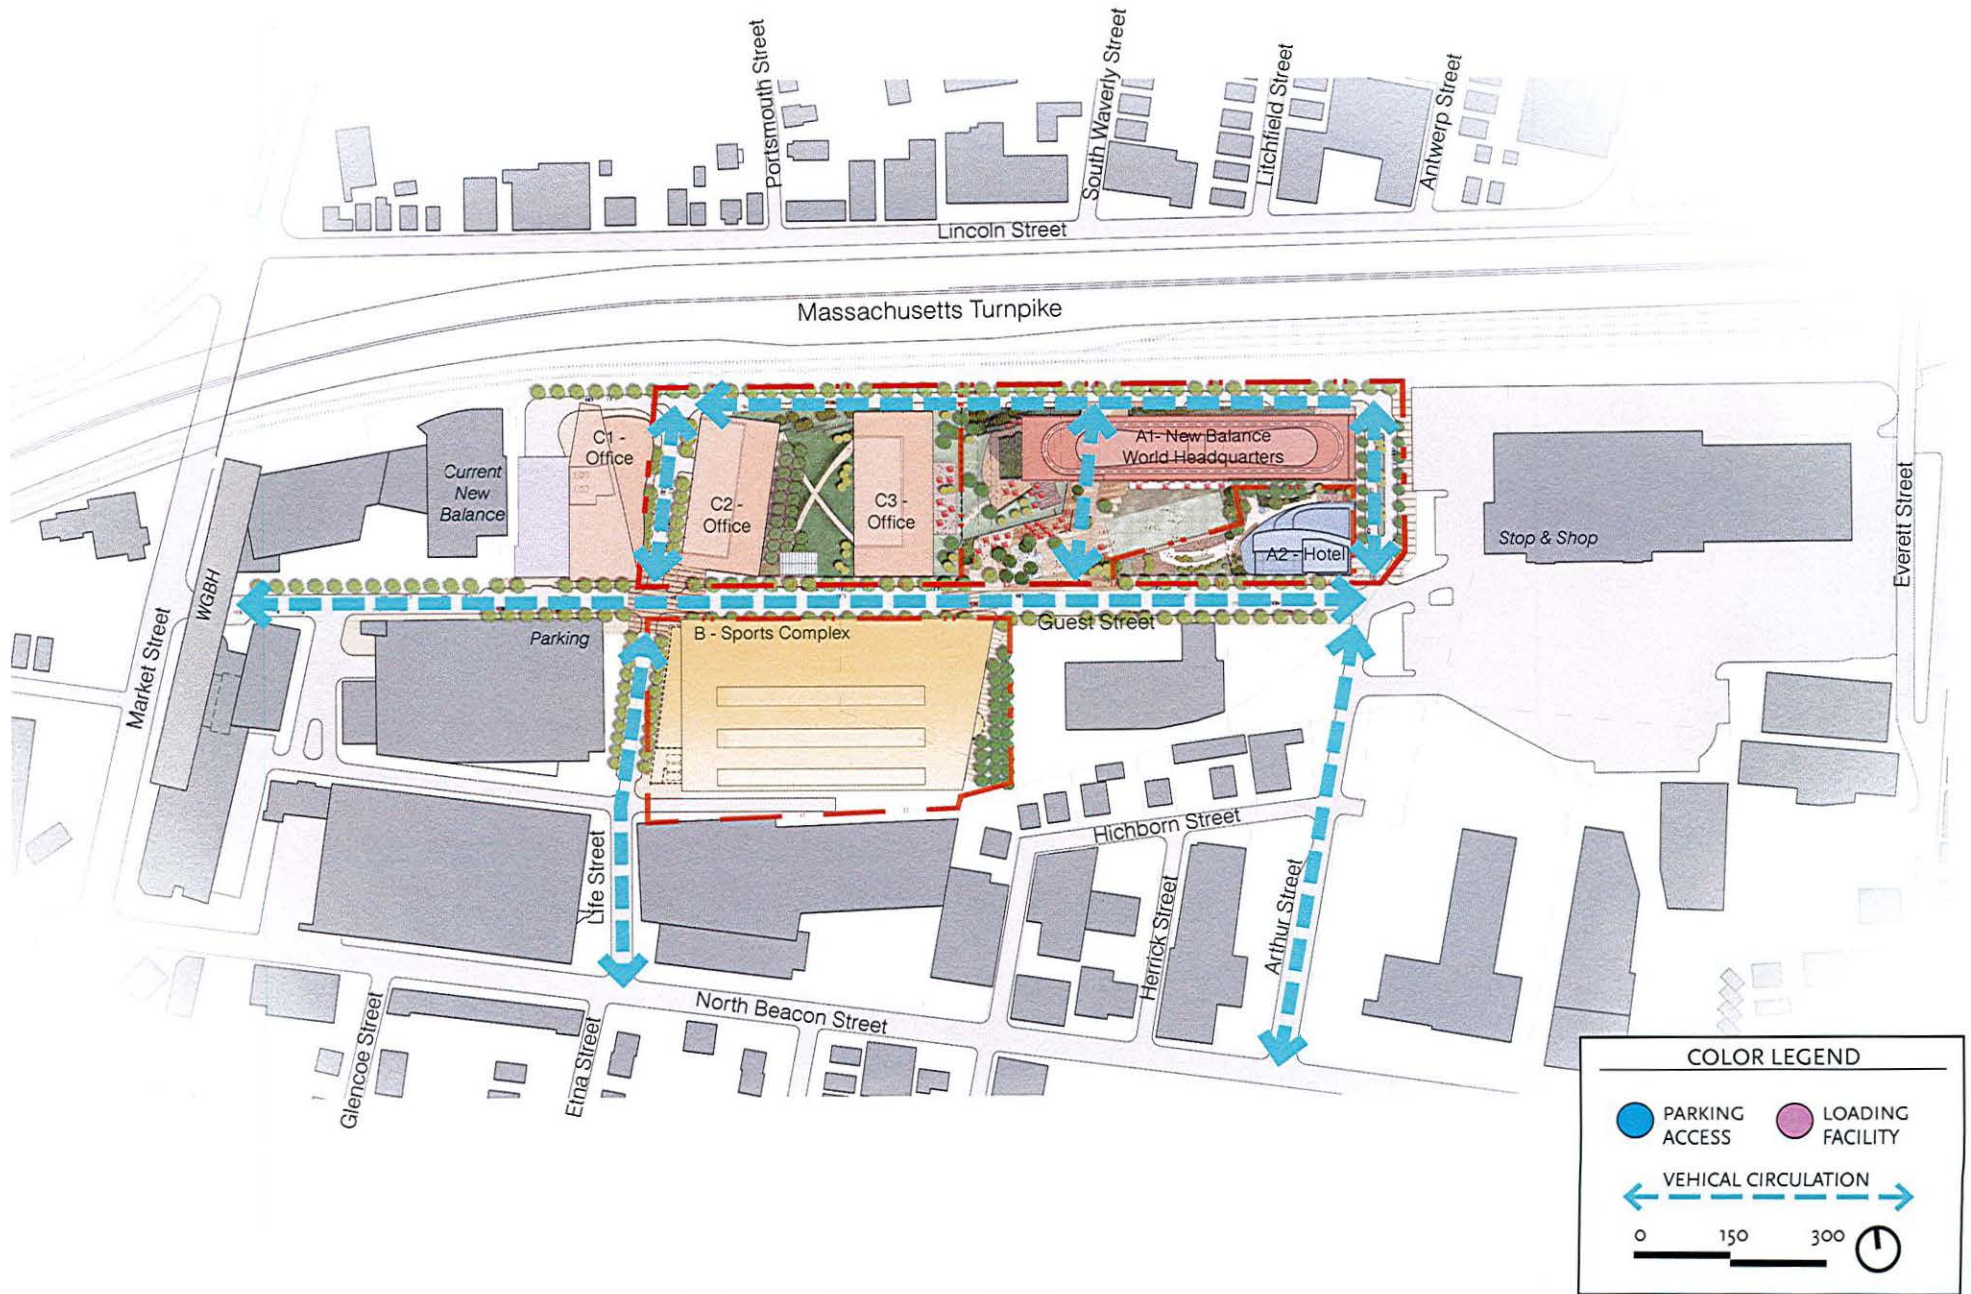 Portsmouth Street
South Waverly Street
Litchfield Street
Antwerp Street
Lincoln Street
Massachusetts Turnpike
C1 -
Office
Current
New
Balance
C2 -
Office
C3 -
Office
A1- New Balance
World Headquarters
A2 - Hotel
Stop & Shop
Everett Street
WGBH
Market Street
Parking
B - Sports Complex
Guest Street
Hichborn Street
Life Street
Herrick Street
Arthur Street
North Beacon Street
Glencoe Street
Etna Street
COLOR LEGEND
PARKING
ACCESS
LOADING
FACILITY
VEHICAL CIRCULATION
0 150 300